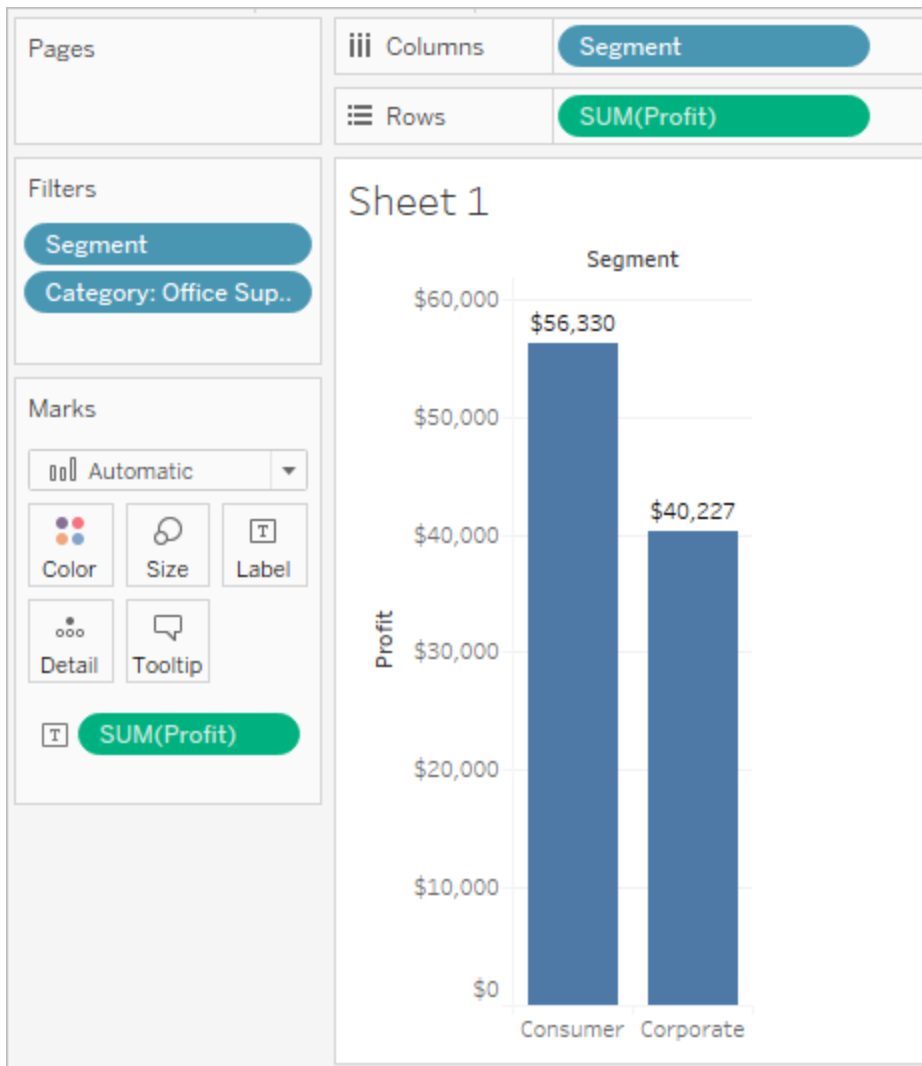 Pages
Columns
Segment
Rows
SUM(Profit)
Filters
Segment
Category: Office Sup..
Marks
Automatic
Color
Size
T
Label
Detail
Tooltip
T
SUM(Profit)
Sheet 1
Segment
$60,000
$56,330
$50,000
$40,227
$40,000
Profit
$30,000
$20,000
$10,000
$0
Consumer
Corporate